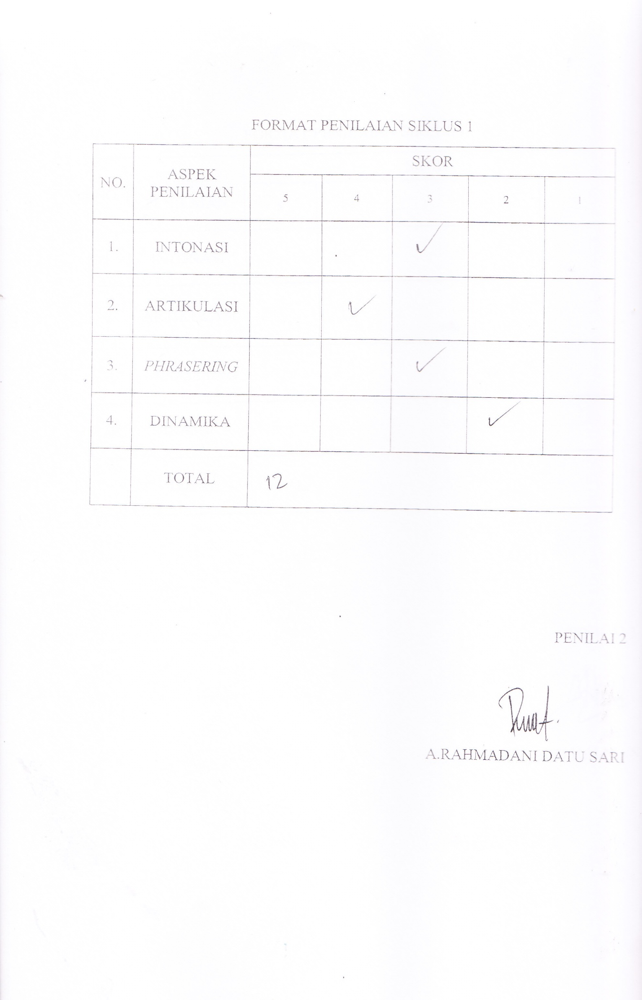 FORMAT PENILAIAN SIKLUS 1
NO. ASPEK PENILAIAN SKOR
5 4 3 2 1
1. INTONASI ✓
2. ARTIKULASI ✓
3. PHRASERING ✓
4. DINAMIKA ✓
TOTAL 12
PENILAI 2
A.RAHMADANI DATU SARI